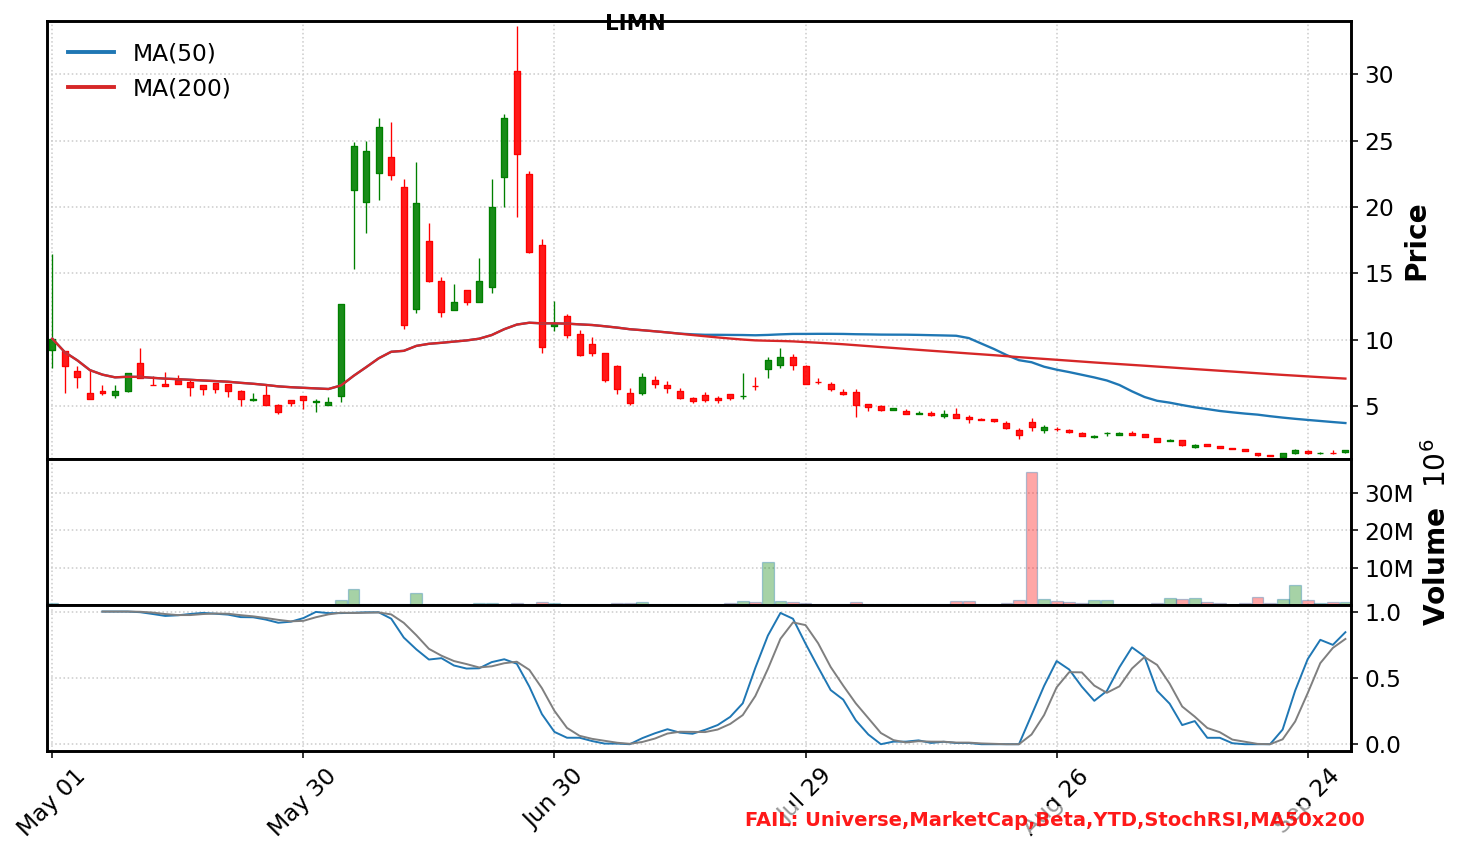 LIMN
MA(50)
MA(200)
30
25
20
15
10
5
Price
30M
20M
10M
Volume 10⁶
1.0
0.5
0.0
May 01
May 30
Jun 30
Jul 29
Aug 26
Sep 24
FAIL: Universe,MarketCap,Beta,YTD,StochRSI,MA50x200